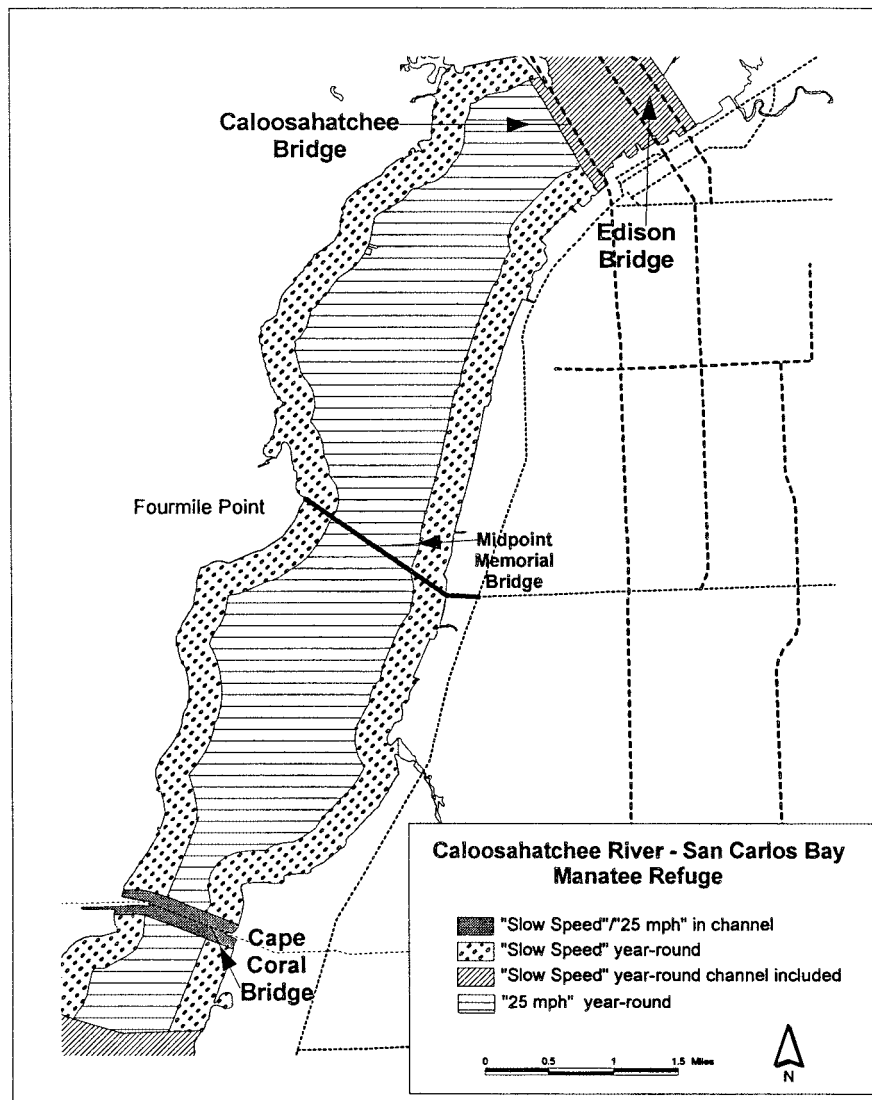 Caloosahatchee
Bridge
Edison
Bridge
Fourmile Point
Midpoint
Memorial
Bridge
Cape
Coral
Bridge
Caloosahatchee River - San Carlos Bay
Manatee Refuge
"Slow Speed"/"25 mph" in channel
"Slow Speed" year-round
"Slow Speed" year-round channel included
"25 mph" year-round
0 0.5 1 1.5 Miles
N